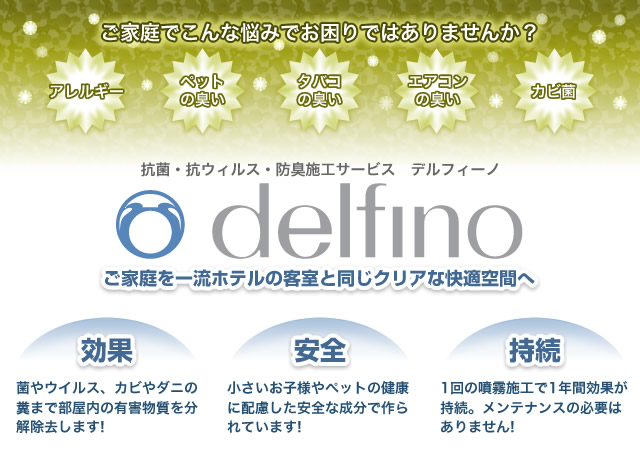 ご家庭でこんな悩みでお困りではありませんか？
アレルギー
ペット
の臭い
タバコ
の臭い
エアコン
の臭い
カビ菌
抗菌・抗ウィルス・防臭施工サービス　デルフィーノ
delfino
ご家庭を一流ホテルの客室と同じクリアな快適空間へ
効果
菌やウイルス、カビやダニの
糞まで部屋内の有害物質を分
解除去します!
安全
小さいお子様やペットの健康
に配慮した安全な成分で作ら
れています!
持続
1回の噴霧施工で1年間効果が
持続。メンテナンスの必要は
ありません!